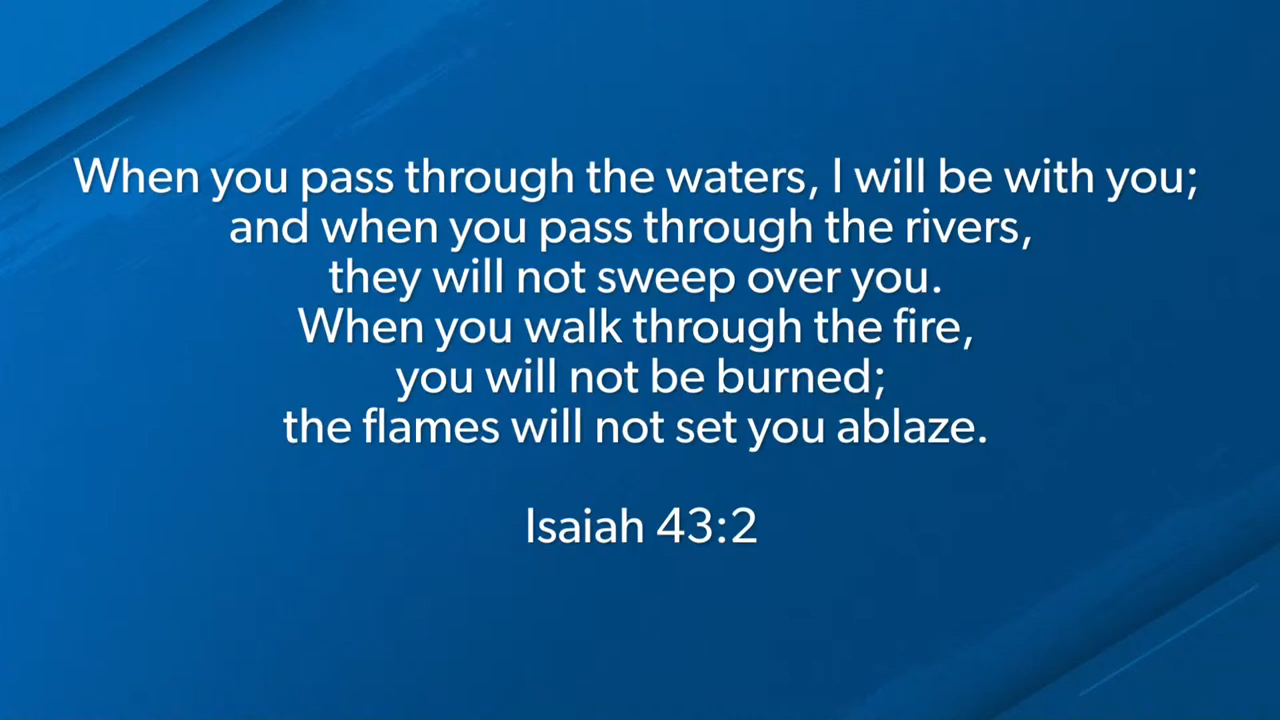 When you pass through the waters, I will be with you;
and when you pass through the rivers,
they will not sweep over you.
When you walk through the fire,
you will not be burned;
the flames will not set you ablaze.
Isaiah 43:2